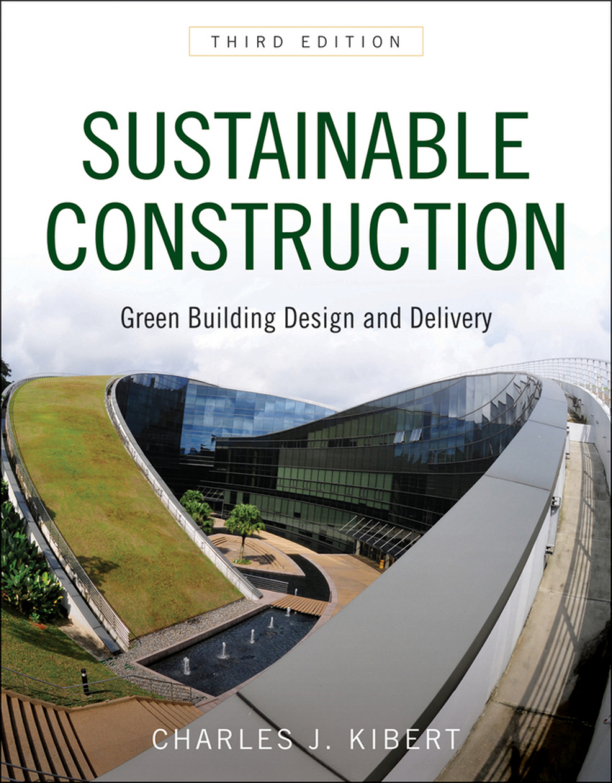 THIRD EDITION
SUSTAINABLE
CONSTRUCTION
Green Building Design and Delivery
CHARLES J. KIBERT